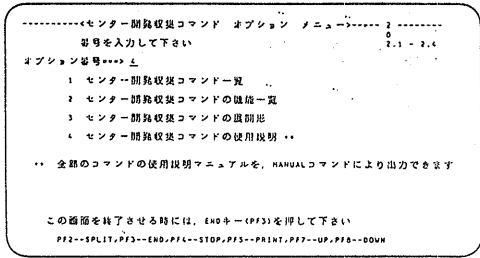 ----------<センター開発収集コマンド オプション メニュー>----- 2 --------
番号を入力して下さい 0
2.1 - 2.4
オプション番号===> 4
1 センター開発収集コマンド一覧
2 センター開発収集コマンドの機能一覧
3 センター開発収集コマンドの展開形
4 センター開発収集コマンドの使用説明 **
** 全部のコマンドの使用説明マニュアルを, MANUALコマンドにより出力できます
この画面を終了させる時には, ENDキー(PF3)を押して下さい
PF2--SPLIT,PF3--END,PF4--STOP,PF5--PRINT,PF7--UP,PF8--DOWN